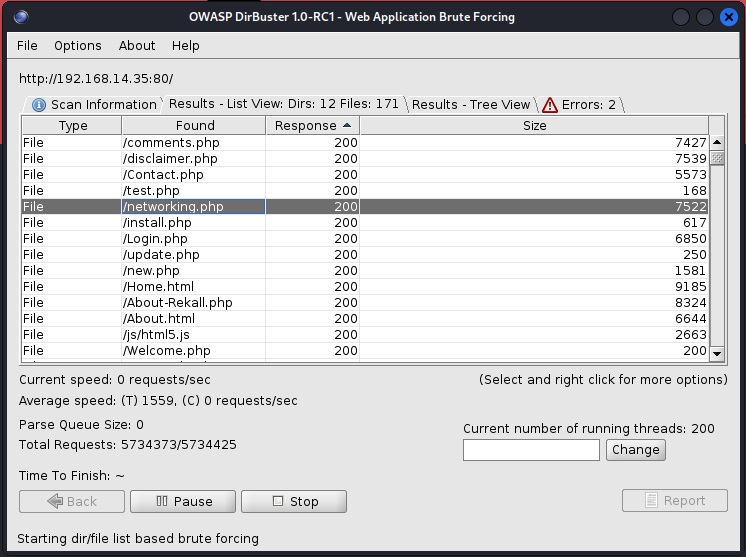 OWASP DirBuster 1.0-RC1 - Web Application Brute Forcing
File Options About Help
http://192.168.14.35:80/
Scan Information Results - List View: Dirs: 12 Files: 171 Results - Tree View Errors: 2
Type Found Response Size
File /comments.php 200 7427
File /disclaimer.php 200 7539
File /Contact.php 200 5573
File /test.php 200 168
File /networking.php 200 7522
File /install.php 200 617
File /Login.php 200 6850
File /update.php 200 250
File /new.php 200 1581
File /Home.html 200 9185
File /About-Rekall.php 200 8324
File /About.html 200 6644
File /js/html5.js 200 2663
File /Welcome.php 200 200
Current speed: 0 requests/sec (Select and right click for more options)
Average speed: (T) 1559, (C) 0 requests/sec
Parse Queue Size: 0
Current number of running threads: 200
Total Requests: 5734373/5734425
Change
Time To Finish: ~
Back Pause Stop Report
Starting dir/file list based brute forcing